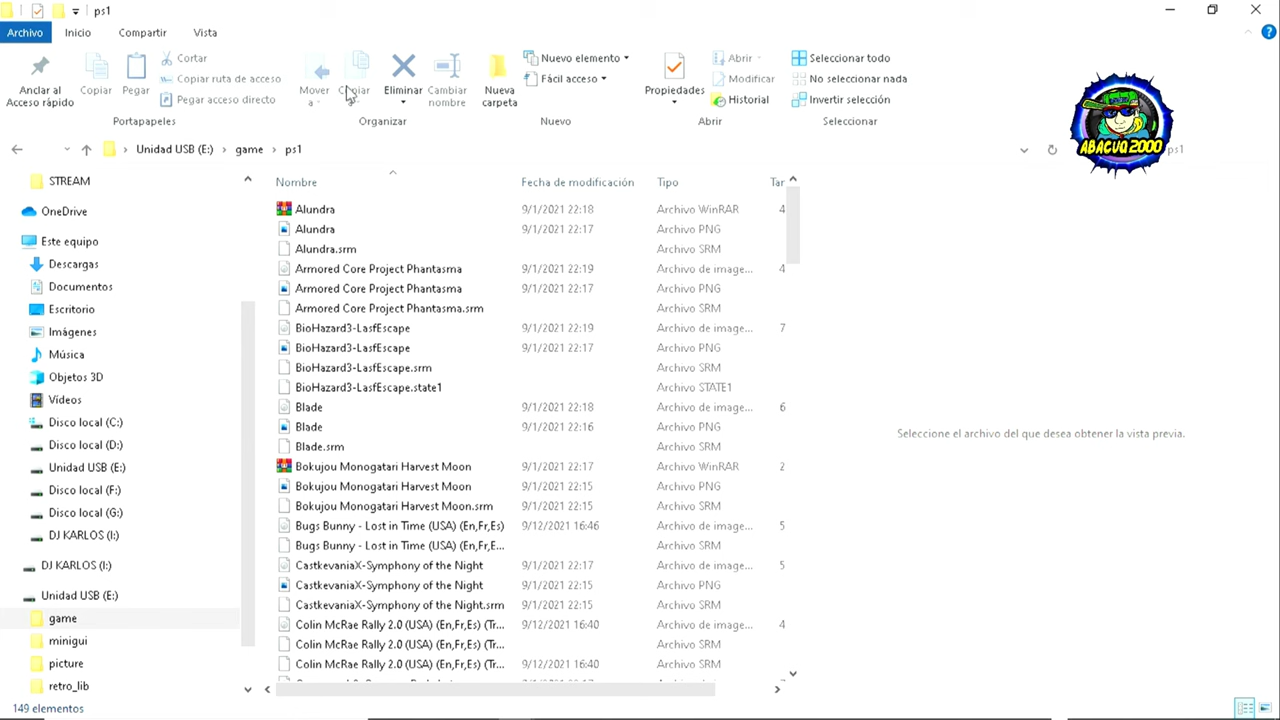 ps1
Archivo Inicio Compartir Vista
Anclar al Acceso rápido
Copiar
Pegar
Cortar
Copiar ruta de acceso
Pegar acceso directo
Portapapeles
Mover a
Copiar
Eliminar
Cambiar nombre
Organizar
Nueva carpeta
Nuevo elemento
Fácil acceso
Nuevo
Propiedades
Abrir
Modificar
Historial
Abrir
Seleccionar todo
No seleccionar nada
Invertir selección
Seleccionar
ABACUQ 2000
Unidad USB (E:) > game > ps1
ps1
STREAM
OneDrive
Este equipo
Descargas
Documentos
Escritorio
Imágenes
Música
Objetos 3D
Vídeos
Disco local (C:)
Disco local (D:)
Unidad USB (E:)
Disco local (F:)
Disco local (G:)
DJ KARLOS (I:)
DJ KARLOS (I:)
Unidad USB (E:)
game
minigui
picture
retro_lib
Nombre Fecha de modificación Tipo Tar
Alundra 9/1/2021 22:18 Archivo WinRAR 4
Alundra 9/1/2021 22:17 Archivo PNG
Alundra.srm Archivo SRM
Armored Core Project Phantasma 9/1/2021 22:19 Archivo de image... 4
Armored Core Project Phantasma 9/1/2021 22:17 Archivo PNG
Armored Core Project Phantasma.srm Archivo SRM
BioHazard3-LasfEscape 9/1/2021 22:19 Archivo de image... 7
BioHazard3-LasfEscape 9/1/2021 22:17 Archivo PNG
BioHazard3-LasfEscape.srm Archivo SRM
BioHazard3-LasfEscape.state1 Archivo STATE1
Blade 9/1/2021 22:18 Archivo de image... 6
Blade 9/1/2021 22:16 Archivo PNG
Blade.srm Archivo SRM
Bokujou Monogatari Harvest Moon 9/1/2021 22:17 Archivo WinRAR 2
Bokujou Monogatari Harvest Moon 9/1/2021 22:15 Archivo PNG
Bokujou Monogatari Harvest Moon.srm 9/1/2021 22:15 Archivo SRM
Bugs Bunny - Lost in Time (USA) (En,Fr,Es) 9/12/2021 16:46 Archivo de image... 5
Bugs Bunny - Lost in Time (USA) (En,Fr,E... Archivo SRM
CastkevaniaX-Symphony of the Night 9/1/2021 22:17 Archivo de image... 5
CastkevaniaX-Symphony of the Night 9/1/2021 22:15 Archivo PNG
CastkevaniaX-Symphony of the Night.srm 9/1/2021 22:15 Archivo SRM
Colin McRae Rally 2.0 (USA) (En,Fr,Es) (Tr... 9/12/2021 16:40 Archivo de image... 4
Colin McRae Rally 2.0 (USA) (En,Fr,Es) (Tr... Archivo SRM
Colin McRae Rally 2.0 (USA) (En,Fr,Es) (Tr... 9/12/2021 16:40 Archivo SRM
Seleccione el archivo del que desea obtener la vista previa.
149 elementos